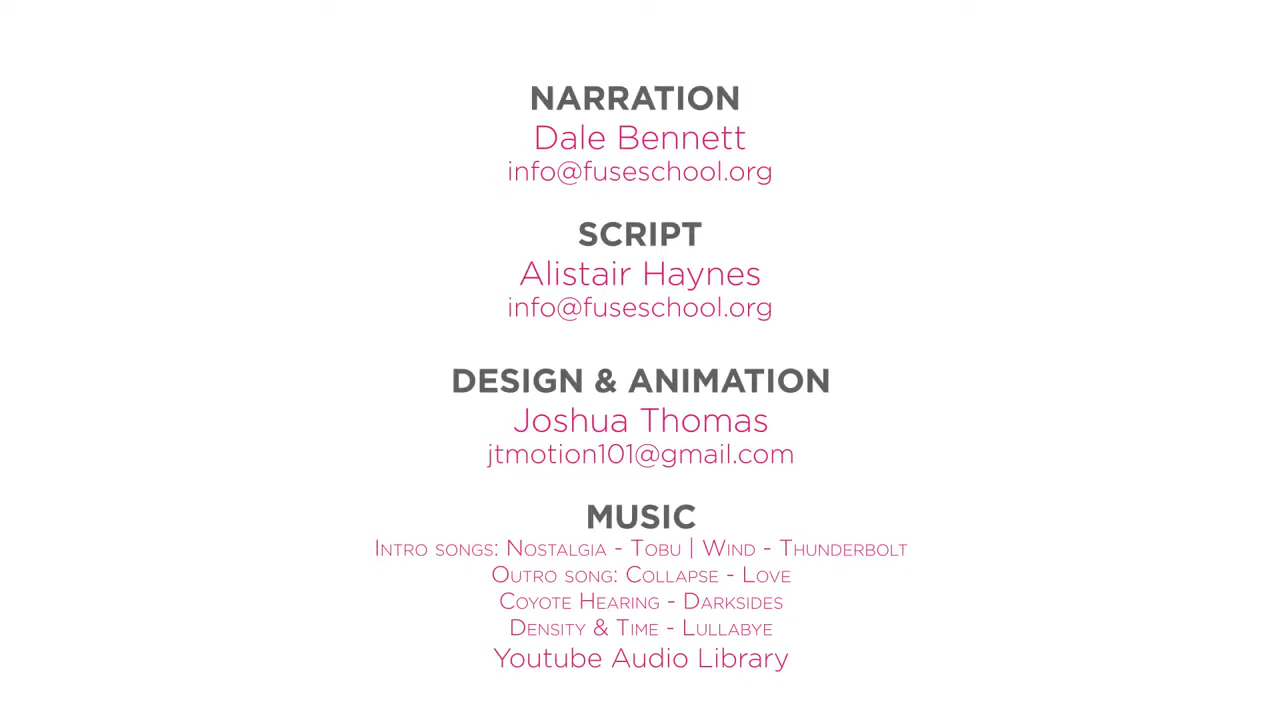 NARRATION
Dale Bennett
info@fuseschool.org
SCRIPT
Alistair Haynes
info@fuseschool.org
DESIGN & ANIMATION
Joshua Thomas
jtmotion101@gmail.com
MUSIC
Intro songs: Nostalgia - Tobu | Wind - Thunderbolt
Outro song: Collapse - Love
Coyote Hearing - Darksides
Density & Time - Lullabye
Youtube Audio Library